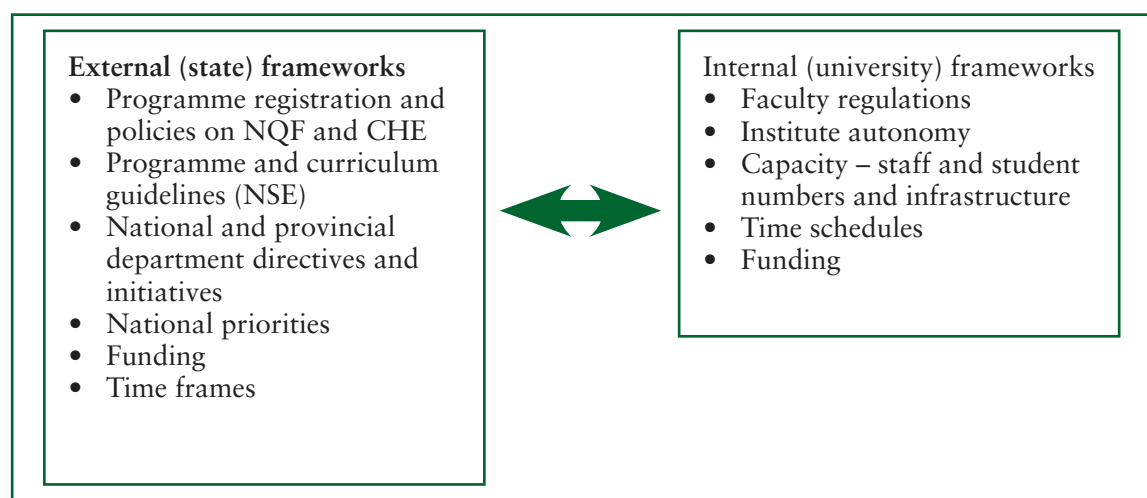 External (state) frameworks
• Programme registration and
policies on NQF and CHE
• Programme and curriculum
guidelines (NSE)
• National and provincial
department directives and
initiatives
• National priorities
• Funding
• Time frames
Internal (university) frameworks
• Faculty regulations
• Institute autonomy
• Capacity – staff and student
numbers and infrastructure
• Time schedules
• Funding